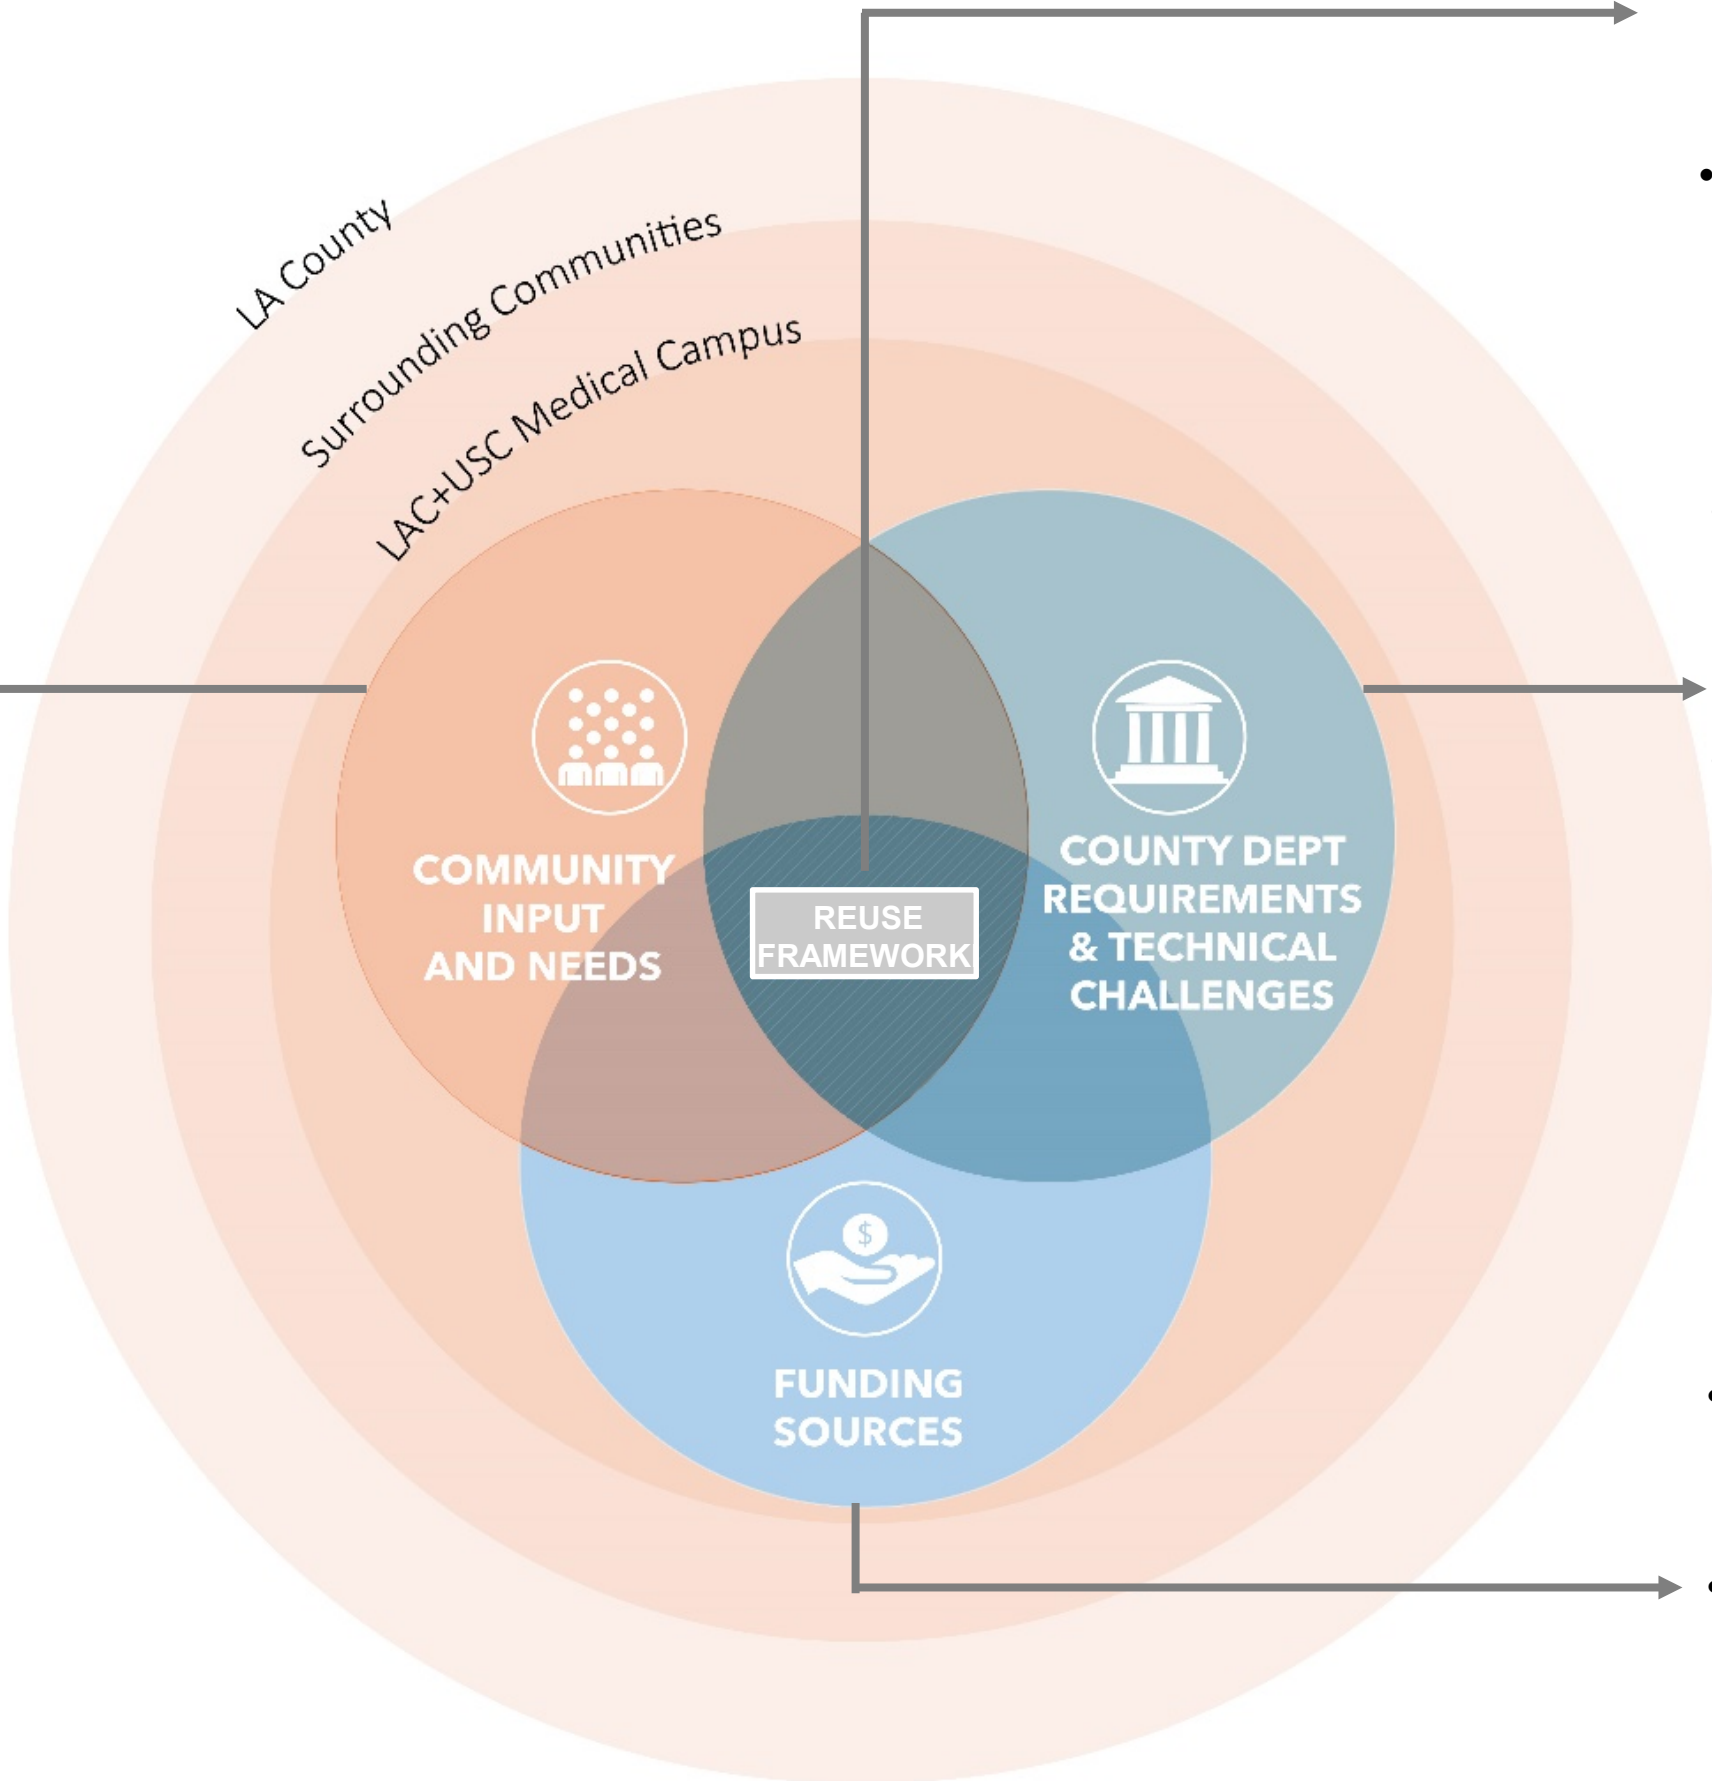 LA County
Surrounding Communities
LAC+USC Medical Campus
COMMUNITY
INPUT
AND NEEDS
COUNTY DEPT
REQUIREMENTS
& TECHNICAL
CHALLENGES
REUSE
FRAMEWORK
$
FUNDING
SOURCES